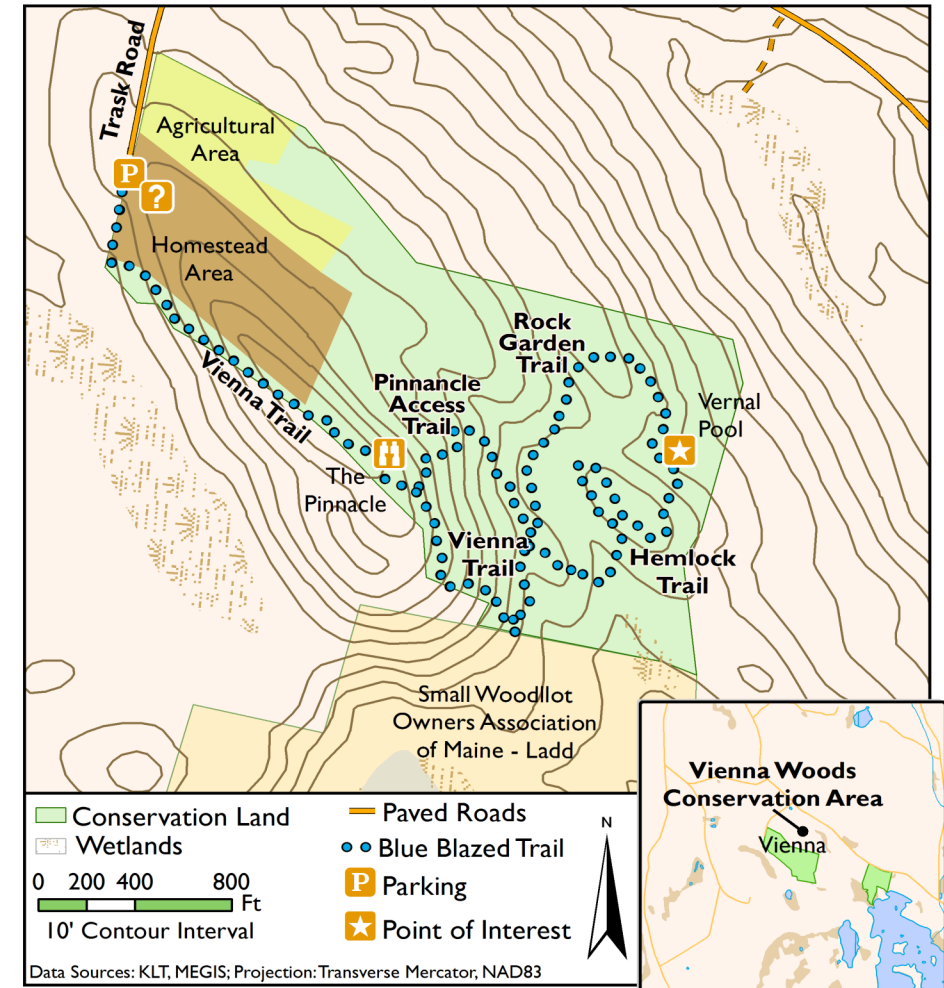 Trask Road
Agricultural
Area
P
?
Homestead
Area
Rock
Garden
Trail
Pinnancle
Access
Trail
Vernal
Pool
Vienna Trail
The
Pinnacle
Vienna
Trail
Hemlock
Trail
Small Woodllot
Owners Association
of Maine - Ladd
Vienna Woods
Conservation Area
Vienna
Conservation Land
Wetlands
0 200 400 800
Ft
10' Contour Interval
Paved Roads
Blue Blazed Trail
P Parking
Point of Interest
N
Data Sources: KLT, MEGIS; Projection: Transverse Mercator, NAD83